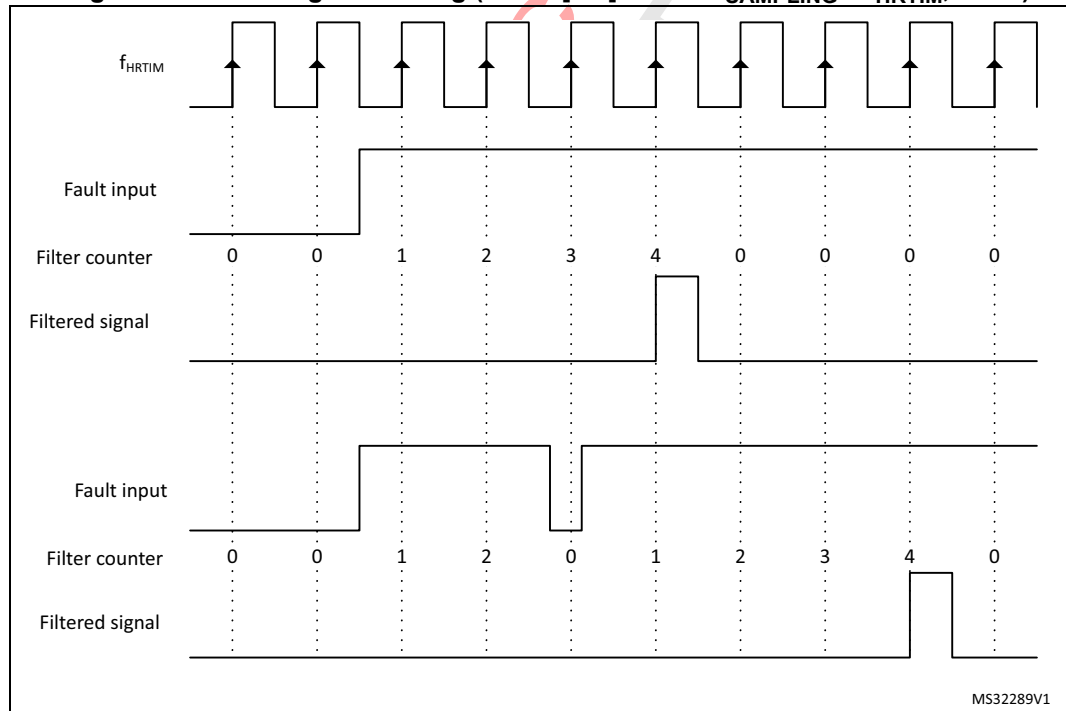 fHRTIM
Fault input
Filter counter 0 0 1 2 3 4 0 0 0 0
Filtered signal
Fault input
Filter counter 0 0 1 2 0 1 2 3 4 0
Filtered signal
MS32289V1